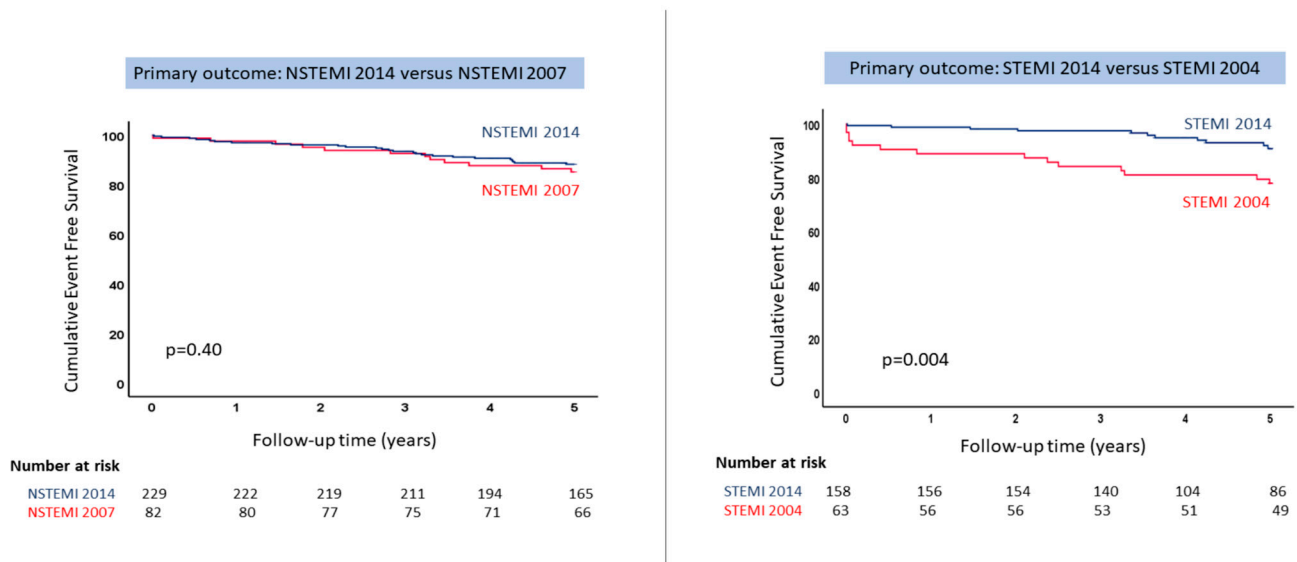 Primary outcome: NSTEMI 2014 versus NSTEMI 2007
Cumulative Event Free Survival
100
80
60
40
20
0
NSTEMI 2014
NSTEMI 2007
p=0.40
0 1 2 3 4 5
Follow-up time (years)
Number at risk
NSTEMI 2014 229 222 219 211 194 165
NSTEMI 2007 82 80 77 75 71 66
Primary outcome: STEMI 2014 versus STEMI 2004
Cumulative Event Free Survival
100
80
60
40
20
0
STEMI 2014
STEMI 2004
p=0.004
0 1 2 3 4 5
Follow-up time (years)
Number at risk
STEMI 2014 158 156 154 140 104 86
STEMI 2004 63 56 56 53 51 49